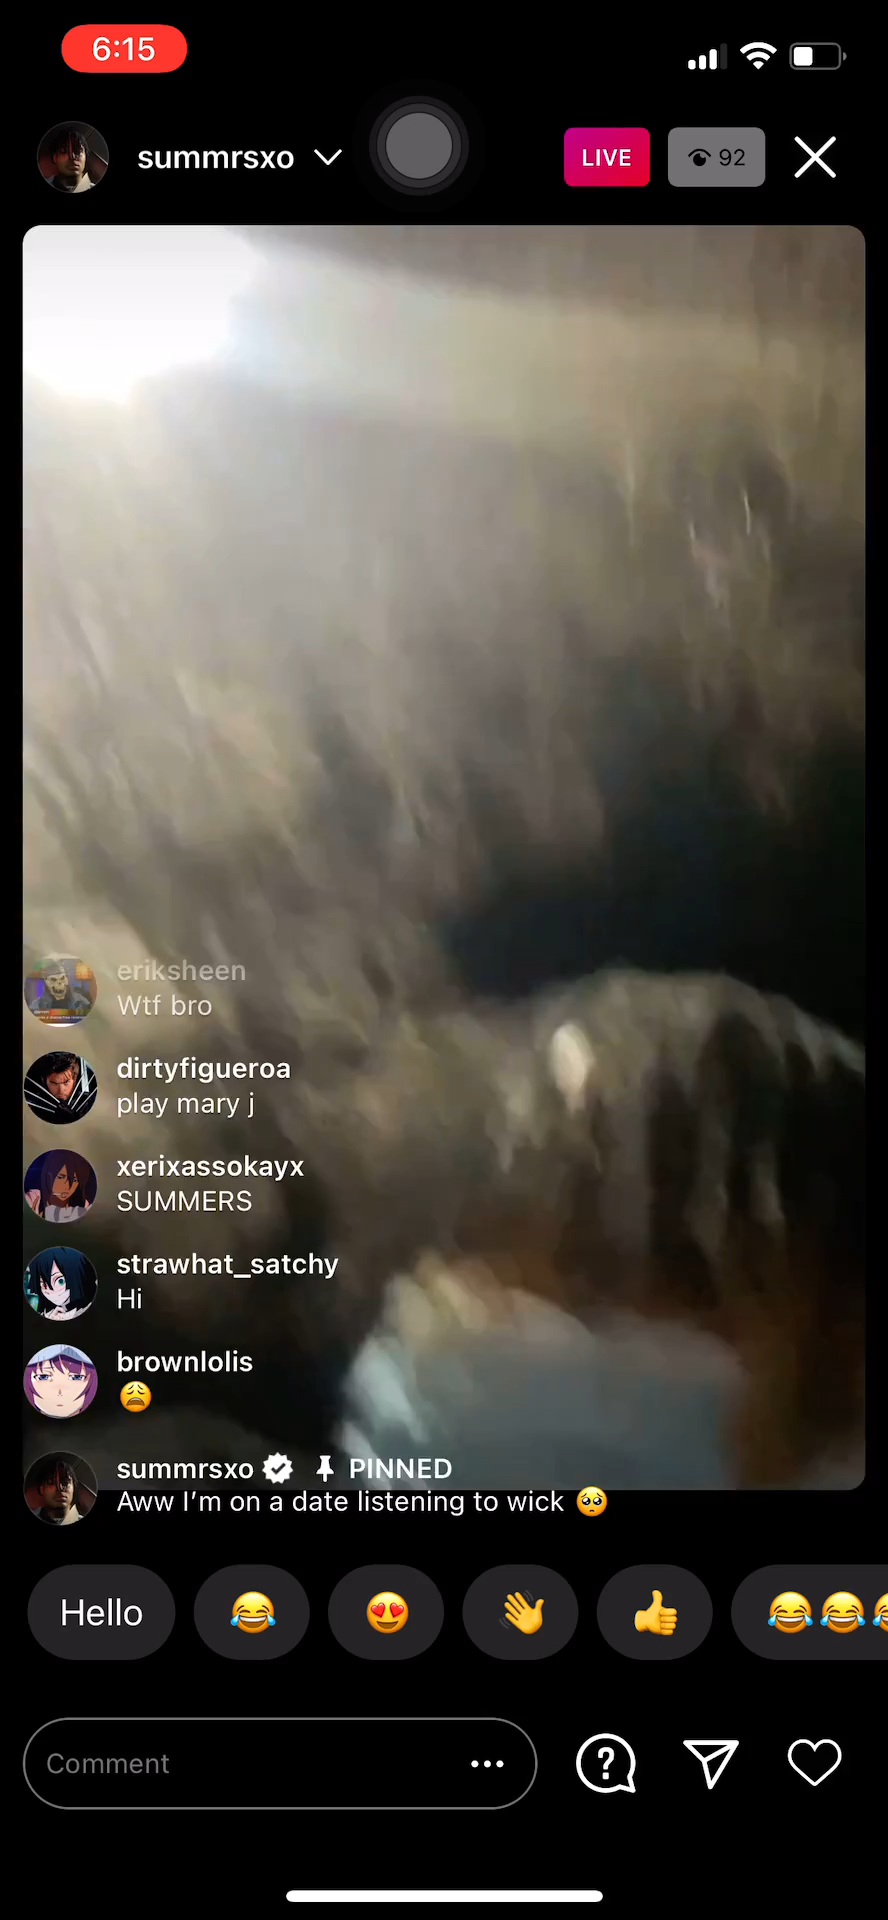 6:15
summrsxo
LIVE
92
eriksheen
Wtf bro
dirtyfigueroa
play mary j
xerixassokayx
SUMMERS
strawhat_satchy
Hi
brownlolis
😩
summrsxo PINNED
Aww I'm on a date listening to wick 🥺
Hello 😂 😍 👋 👍 😂😂😂
Comment